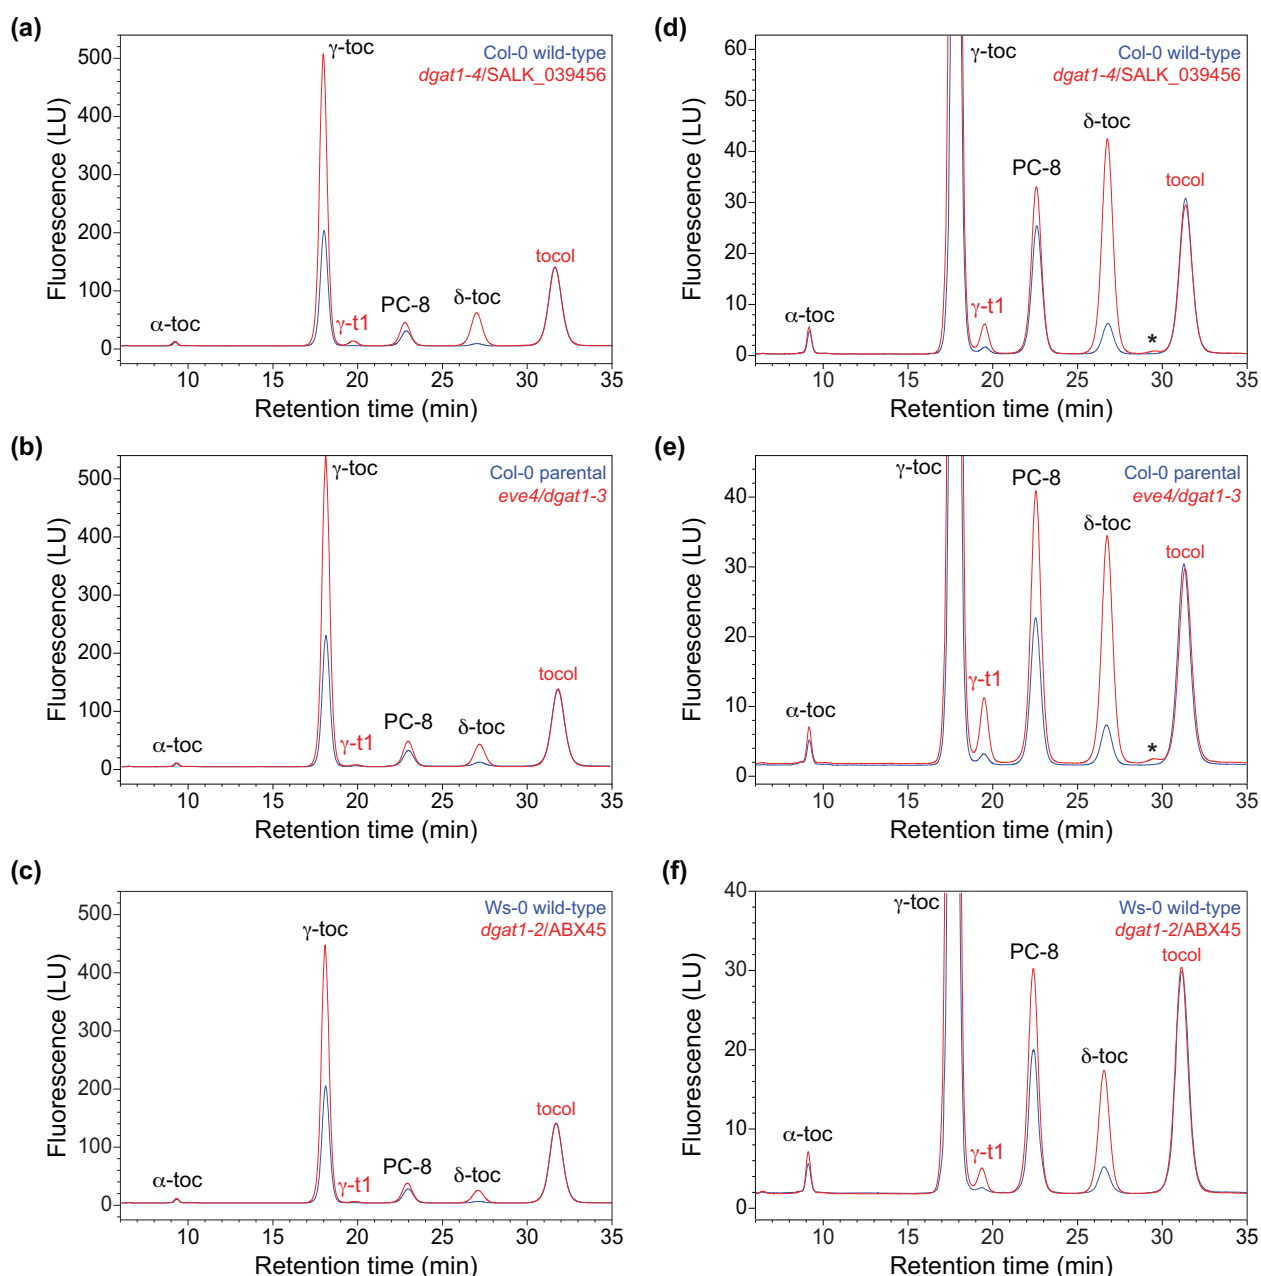 (a)
Fluorescence (LU)
500
400
300
200
100
0
γ-toc
Col-0 wild-type
dgat1-4/SALK_039456
α-toc
γ-t1
PC-8
δ-toc
tocol
10 15 20 25 30 35
Retention time (min)
(d)
Fluorescence (LU)
60
50
40
30
20
10
0
γ-toc
Col-0 wild-type
dgat1-4/SALK_039456
α-toc
γ-t1
PC-8
δ-toc
*
tocol
10 15 20 25 30 35
Retention time (min)
(b)
Fluorescence (LU)
500
400
300
200
100
0
γ-toc
Col-0 parental
eve4/dgat1-3
α-toc
γ-t1
PC-8
δ-toc
tocol
10 15 20 25 30 35
Retention time (min)
(e)
Fluorescence (LU)
40
30
20
10
0
γ-toc
Col-0 parental
eve4/dgat1-3
α-toc
γ-t1
PC-8
δ-toc
*
tocol
10 15 20 25 30 35
Retention time (min)
(c)
Fluorescence (LU)
500
400
300
200
100
0
γ-toc
Ws-0 wild-type
dgat1-2/ABX45
α-toc
γ-t1
PC-8
δ-toc
tocol
10 15 20 25 30 35
Retention time (min)
(f)
Fluorescence (LU)
40
30
20
10
0
γ-toc
Ws-0 wild-type
dgat1-2/ABX45
α-toc
γ-t1
PC-8
δ-toc
tocol
10 15 20 25 30 35
Retention time (min)